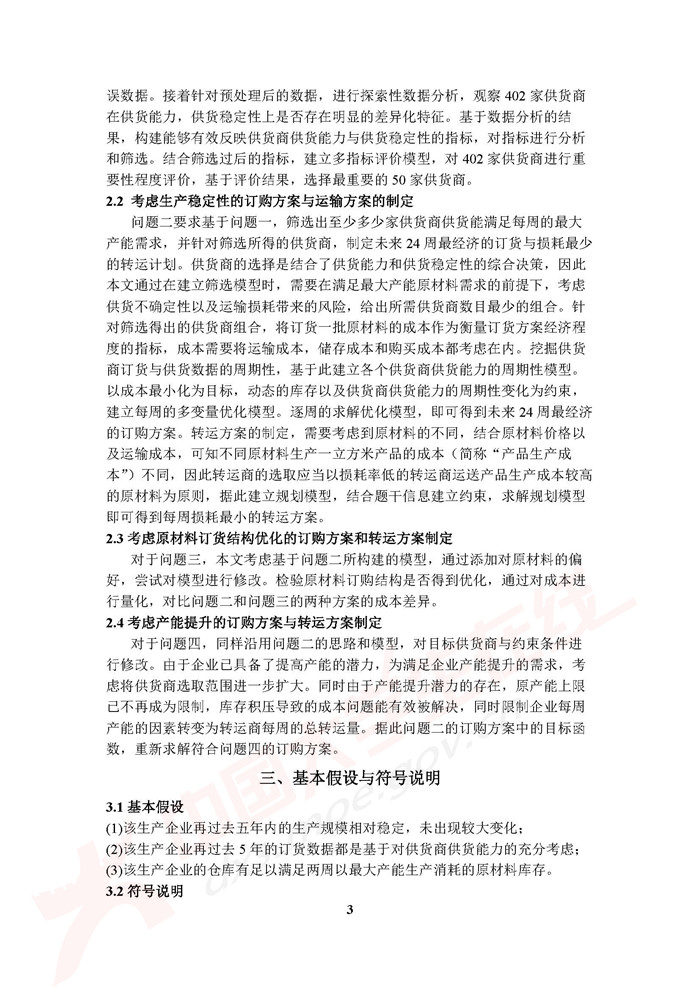 误数据。接着针对预处理后的数据，进行探索性数据分析，观察 402 家供货商
在供货能力，供货稳定性上是否存在明显的差异化特征。基于数据分析的结
果，构建能够有效反映供货商供货能力与供货稳定性的指标，对指标进行分析
和筛选。结合筛选过后的指标，建立多指标评价模型，对 402 家供货商进行重
要性程度评价，基于评价结果，选择最重要的 50 家供货商。
2.2 考虑生产稳定性的订购方案与运输方案的制定
问题二要求基于问题一，筛选出至少多少家供货商供货能满足每周的最大
产能需求，并针对筛选所得的供货商，制定未来 24 周最经济的订货与损耗最少
的转运计划。供货商的选择是结合了供货能力和供货稳定性的综合决策，因此
本文通过在建立筛选模型时，需要在满足最大产能原材料需求的前提下，考虑
供货不确定性以及运输损耗带来的风险，给出所需供货商数目最少的组合。针
对筛选得出的供货商组合，将订货一批原材料的成本作为衡量订货方案经济程
度的指标，成本需要将运输成本，储存成本和购买成本都考虑在内。挖掘供货
商订货与供货数据的周期性，基于此建立各个供货商供货能力的周期性模型。
以成本最小化为目标，动态的库存以及供货商供货能力的周期性变化为约束，
建立每周的多变量优化模型。逐周的求解优化模型，即可得到未来 24 周最经济
的订购方案。转运方案的制定，需要考虑到原材料的不同，结合原材料价格以
及运输成本，可知不同原材料生产一立方米产品的成本（简称“产品生产成
本”）不同，因此转运商的选取应当以损耗率低的转运商运送产品生产成本较高
的原材料为原则，据此建立规划模型，结合题干信息建立约束，求解规划模型
即可得到每周损耗最小的转运方案。
2.3 考虑原材料订货结构优化的订购方案和转运方案制定
对于问题三，本文考虑基于问题二所构建的模型，通过添加对原材料的偏
好，尝试对模型进行修改。检验原材料订购结构是否得到优化，通过对成本进
行量化，对比问题二和问题三的两种方案的成本差异。
2.4 考虑产能提升的订购方案与转运方案制定
对于问题四，同样沿用问题二的思路和模型，对目标供货商与约束条件进
行修改。由于企业已具备了提高产能的潜力，为满足企业产能提升的需求，考
虑将供货商选取范围进一步扩大。同时由于产能提升潜力的存在，原产能上限
已不再成为限制，库存积压导致的成本问题能有效被解决，同时限制企业每周
产能的因素转变为转运商每周的总转运量。据此问题二的订购方案中的目标函
数，重新求解符合问题四的订购方案。
三、基本假设与符号说明
3.1 基本假设
(1)该生产企业再过去五年内的生产规模相对稳定，未出现较大变化；
(2)该生产企业再过去 5 年的订货数据都是基于对供货商供货能力的充分考虑；
(3)该生产企业的仓库有足以满足两周以最大产能生产消耗的原材料库存。
3.2 符号说明
3